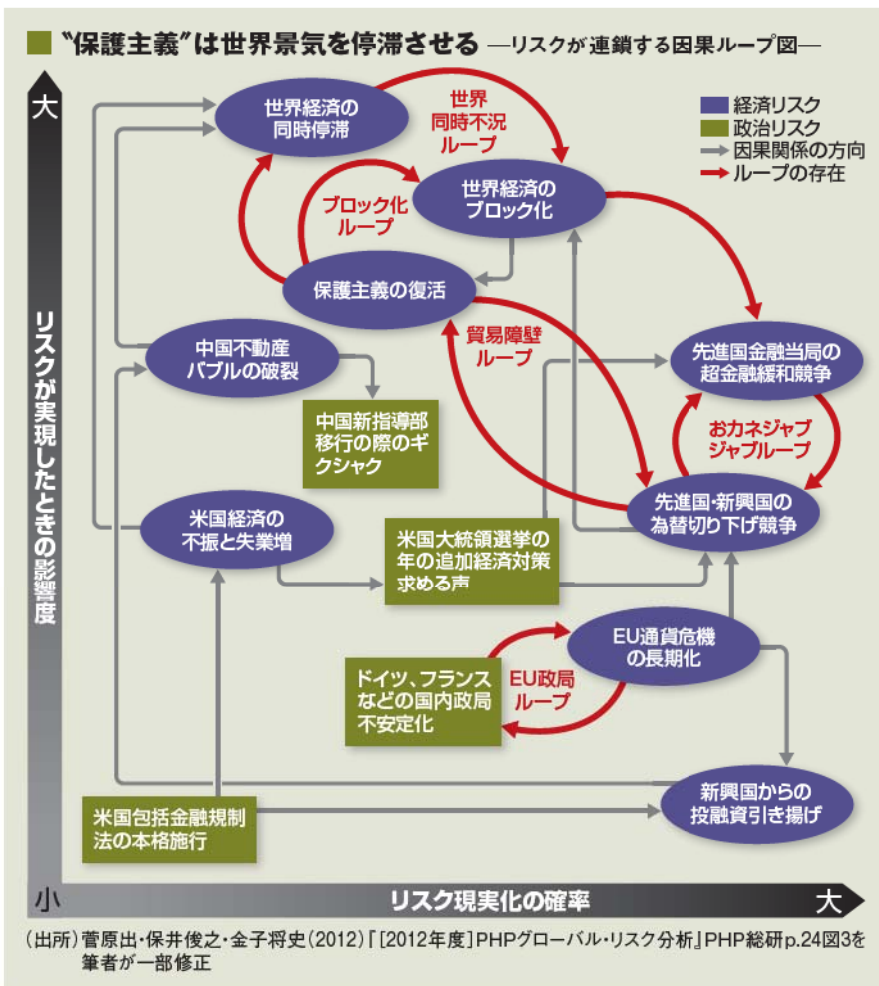 “保護主義”は世界景気を停滞させる ―リスクが連鎖する因果ループ図―
大
リスクが実現したときの影響度
小
リスク現実化の確率
大
経済リスク
政治リスク
因果関係の方向
ループの存在
世界経済の
同時停滞
世界
同時不況
ループ
世界経済の
ブロック化
ブロック化
ループ
保護主義の復活
貿易障壁
ループ
中国不動産
バブルの破裂
先進国金融当局の
超金融緩和競争
中国新指導部
移行の際のギ
クシャク
おカネジャブ
ジャブループ
先進国・新興国の
為替切り下げ競争
米国経済の
不振と失業増
米国大統領選挙の
年の追加経済対策
求める声
EU通貨危機
の長期化
ドイツ、フランス
などの国内政局
不安定化
EU政局
ループ
新興国からの
投融資引き揚げ
米国包括金融規制
法の本格施行
(出所)菅原出・保井俊之・金子将史(2012)『[2012年度]PHPグローバル・リスク分析』PHP総研p.24図3を
筆者が一部修正